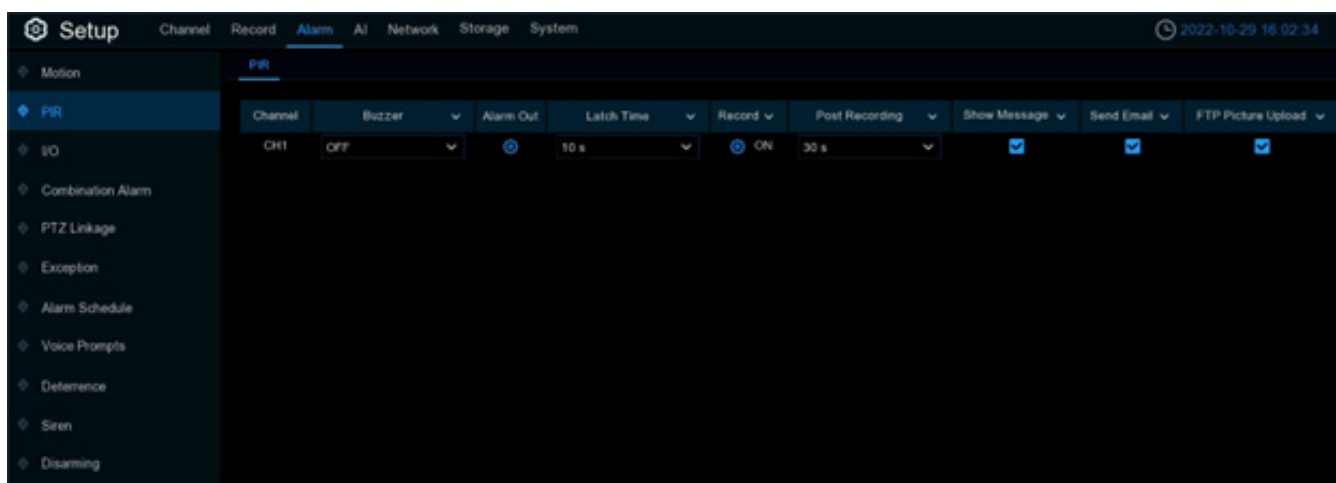 Setup Channel Record Alarm AI Network Storage System 2022-10-29 16:02:34
Motion
PIR
PIR
I/O
Combination Alarm
PTZ Linkage
Exception
Alarm Schedule
Voice Prompts
Deterrence
Siren
Disarming
PIR
Channel Buzzer Alarm Out Latch Time Record Post Recording Show Message Send Email FTP Picture Upload
CH1 OFF 10 s ON 30 s